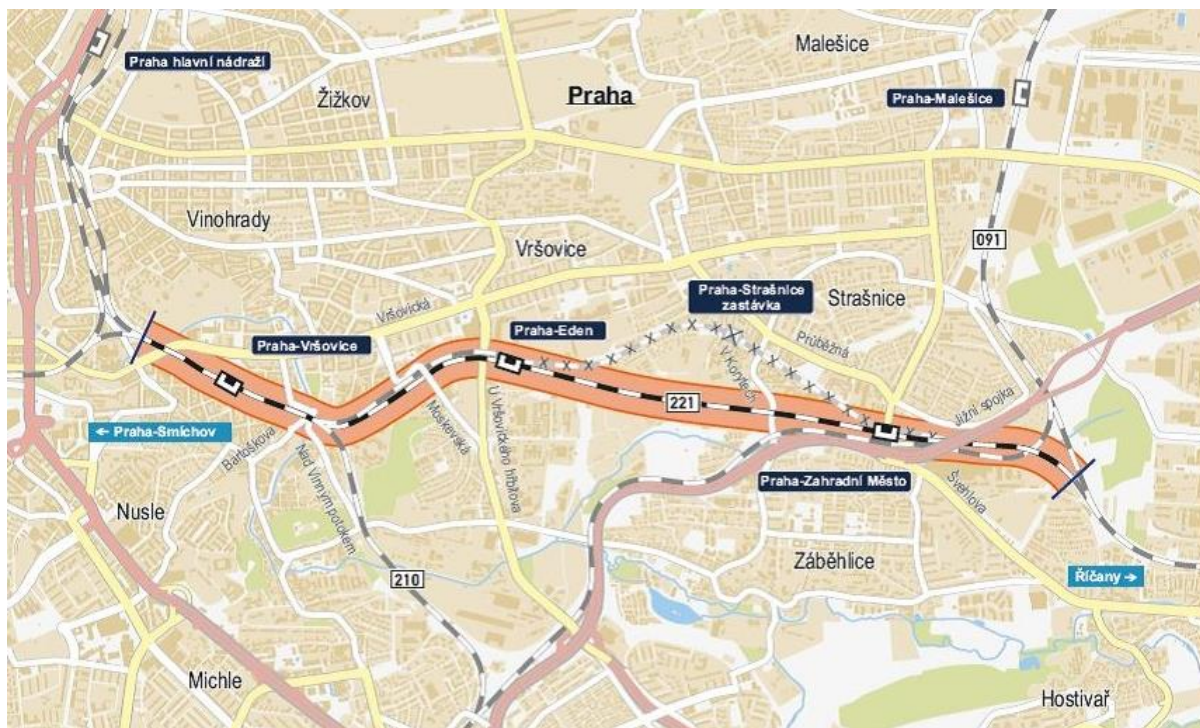 Praha hlavní nádraží
Žižkov
Praha
Malešice
Praha-Malešice
Vinohrady
Vršovice
091
Praha-Strašnice
zastávka
Strašnice
Vršovická
Praha-Eden
Praha-Vršovice
Průběžná
V Korytech
221
Jižní spojka
← Praha-Smíchov
Bartoškova
Moskevská
U Vršovického hřbitova
Nad Vinným potokem
Praha-Zahradní Město
Švehlova
Nusle
Záběhlice
210
Říčany →
Michle
Hostivař